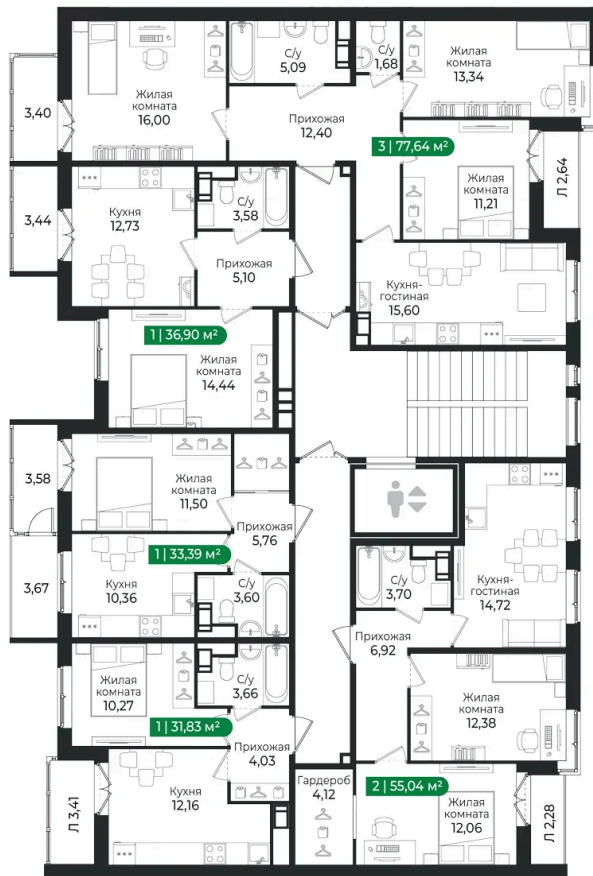 С/у
5,09
С/у
1,68
Жилая
комната
13,34
Жилая
комната
16,00
3,40
Прихожая
12,40
3 | 77,64 м²
Жилая
комната
11,21
Л 2,64
3,44
Кухня
12,73
С/у
3,58
Прихожая
5,10
Кухня-
гостиная
15,60
1 | 36,90 м²
Жилая
комната
14,44
3,58
Жилая
комната
11,50
Прихожая
5,76
1 | 33,39 м²
3,67
Кухня
10,36
С/у
3,60
С/у
3,70
Кухня-
гостиная
14,72
Прихожая
6,92
Жилая
комната
10,27
С/у
3,66
Жилая
комната
12,38
1 | 31,83 м²
Прихожая
4,03
Л 3,41
Кухня
12,16
Гардероб
4,12
2 | 55,04 м²
Жилая
комната
12,06
Л 2,28